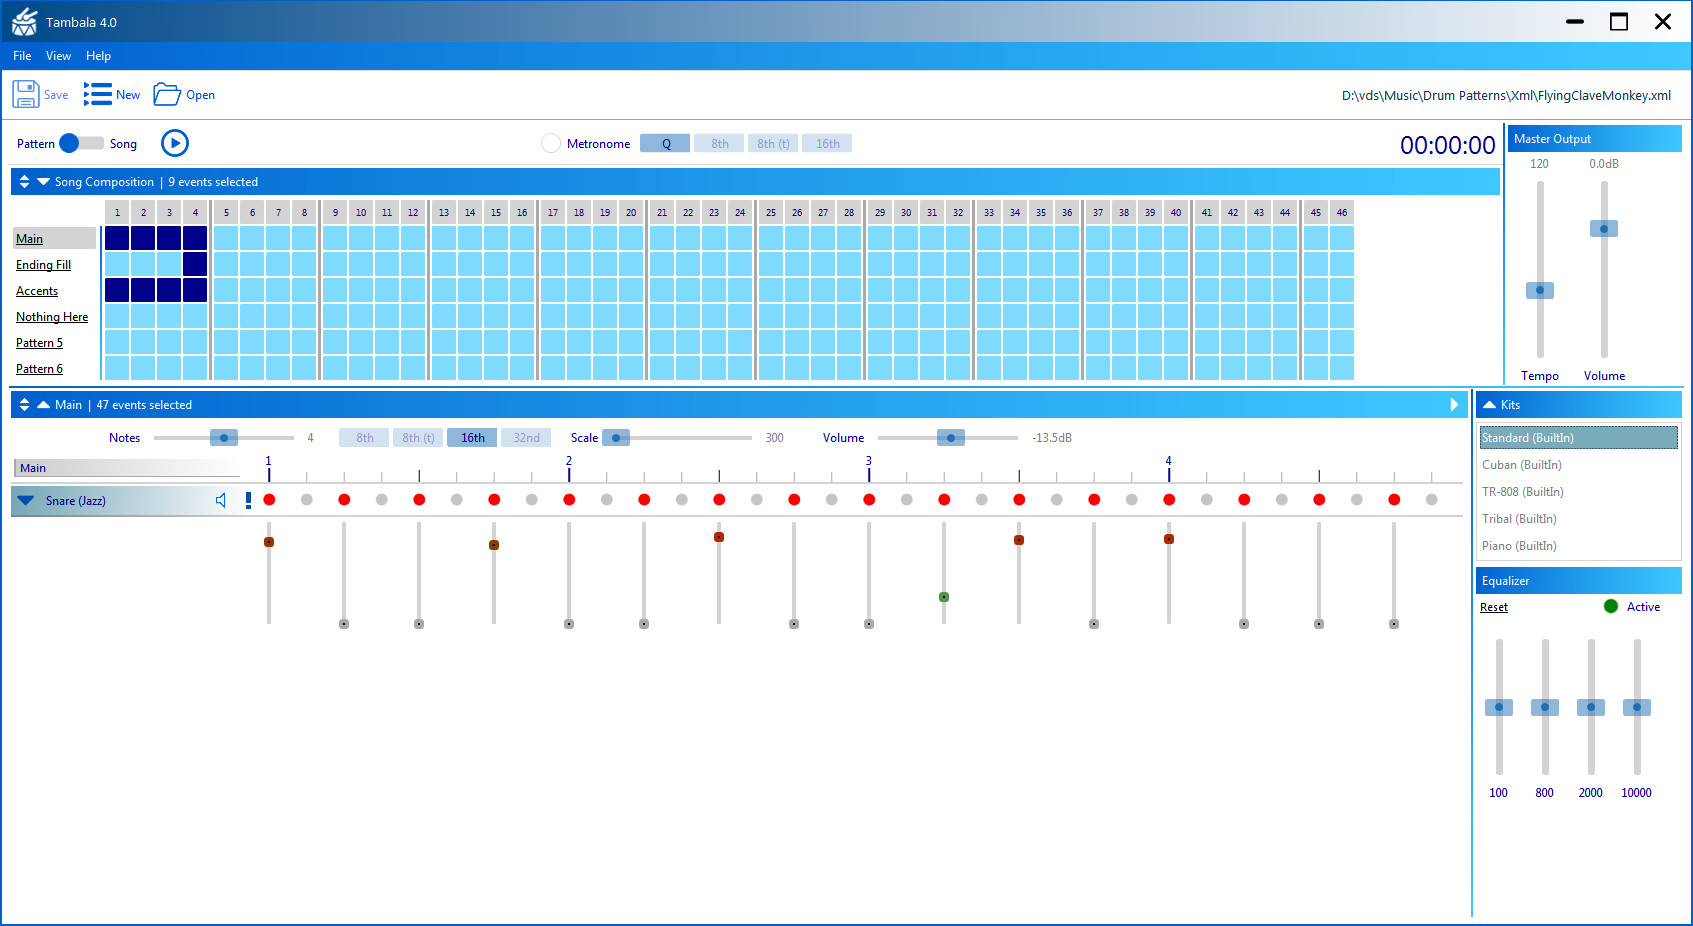 Tambala 4.0
File View Help
Save New Open D:\vds\Music\Drum Patterns\Xml\FlyingClaveMonkey.xml
Pattern Song Metronome Q 8th 8th (t) 16th 00:00:00 Master Output
120 0.0dB
Song Composition | 9 events selected
1 2 3 4 5 6 7 8 9 10 11 12 13 14 15 16 17 18 19 20 21 22 23 24 25 26 27 28 29 30 31 32 33 34 35 36 37 38 39 40 41 42 43 44 45 46
Main
Ending Fill
Accents
Nothing Here
Pattern 5
Pattern 6
Tempo Volume
Main | 47 events selected
Notes 4 8th 8th (t) 16th 32nd Scale 300 Volume -13.5dB
Main 1 2 3 4
Snare (Jazz)
Kits
Standard (BuiltIn)
Cuban (BuiltIn)
TR-808 (BuiltIn)
Tribal (BuiltIn)
Piano (BuiltIn)
Equalizer
Reset Active
100 800 2000 10000